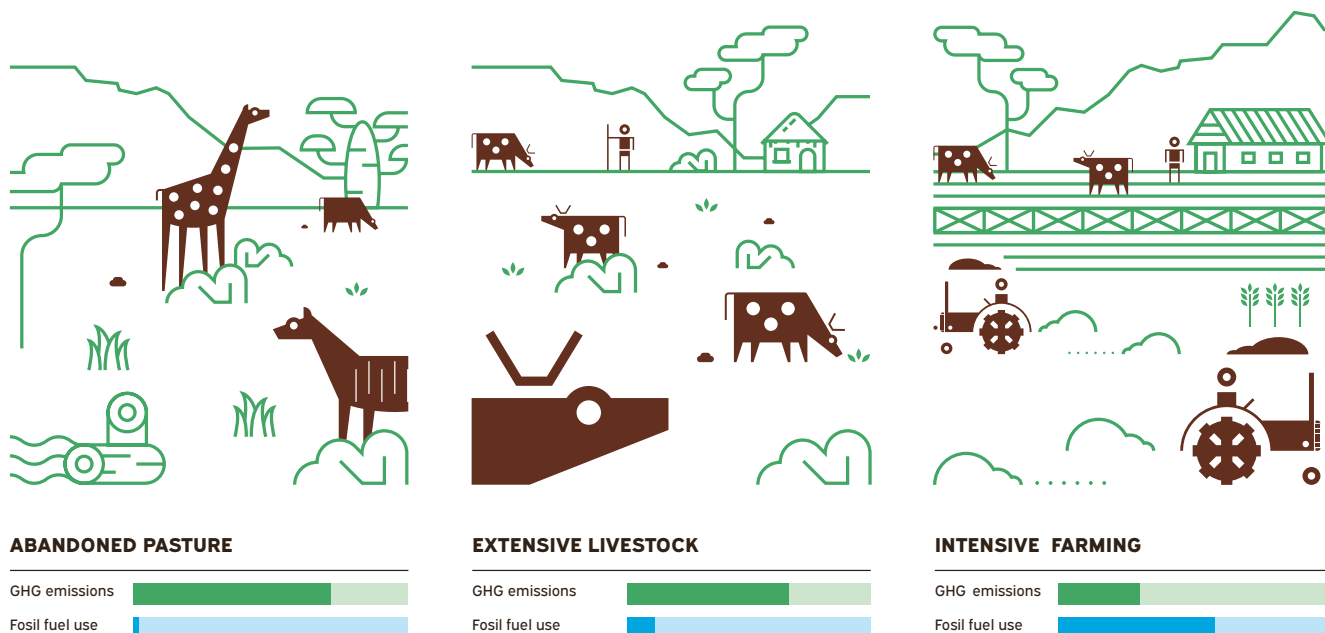 ABANDONED PASTURE
GHG emissions
Fosil fuel use
EXTENSIVE LIVESTOCK
GHG emissions
Fosil fuel use
INTENSIVE FARMING
GHG emissions
Fosil fuel use